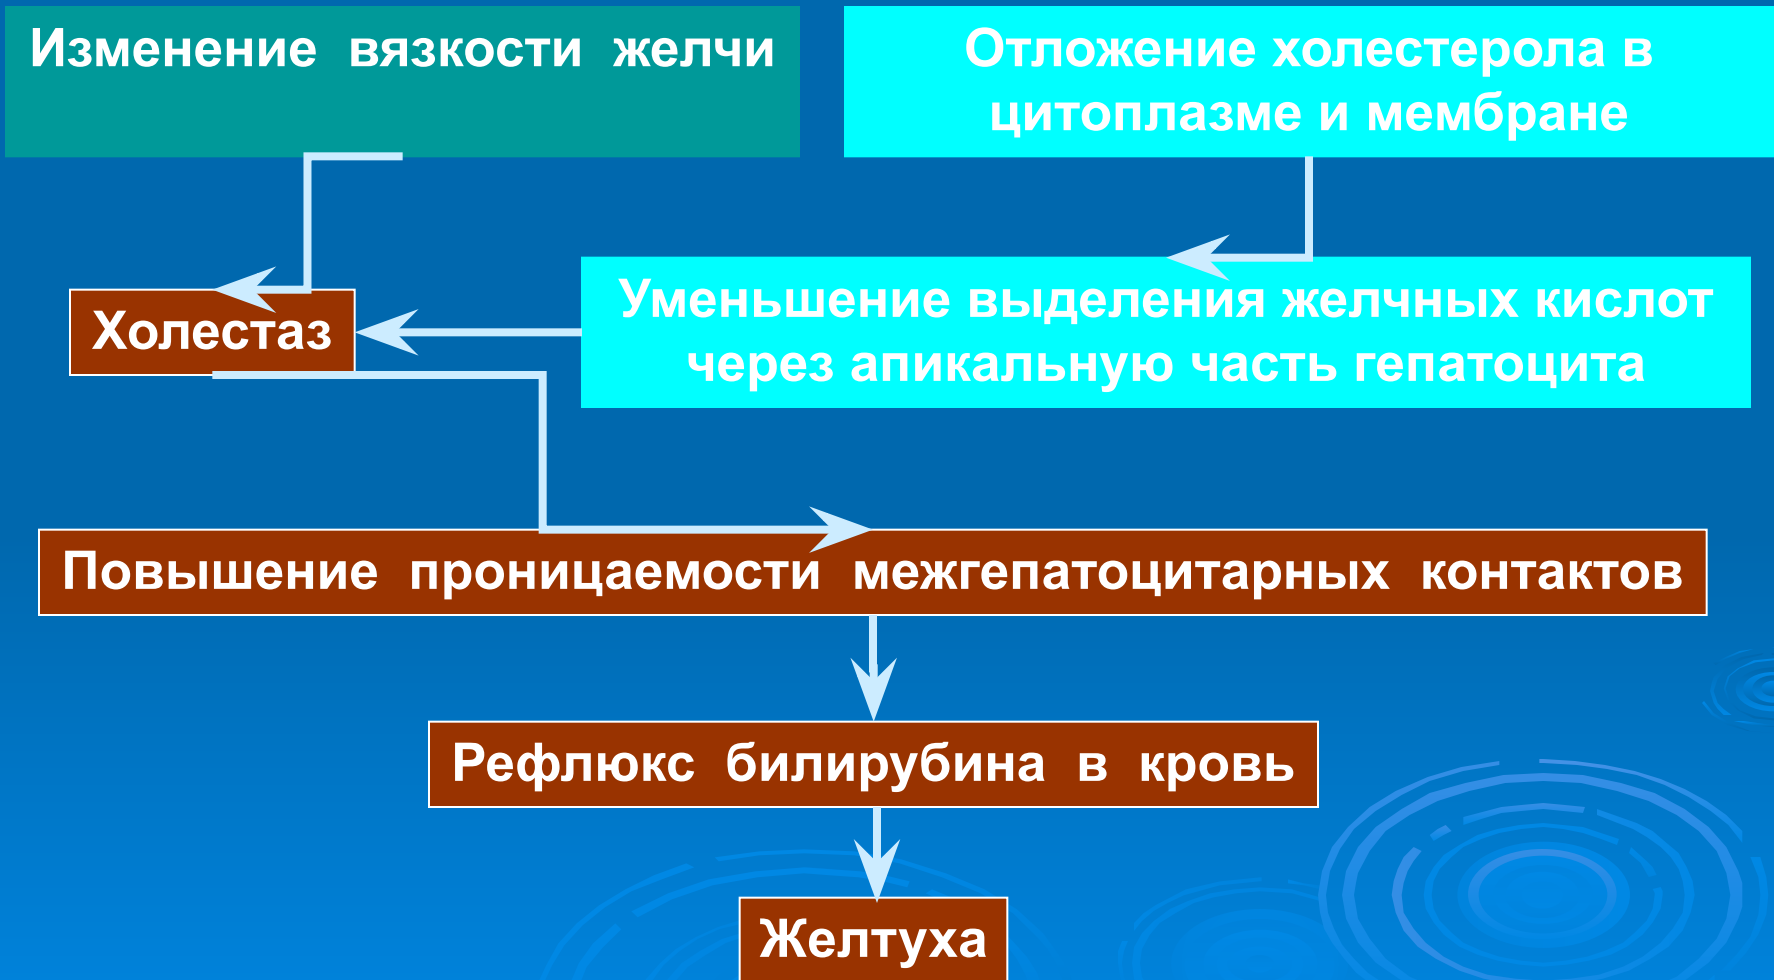 Изменение вязкости желчи
Отложение холестерола в
цитоплазме и мембране
Холестаз
Уменьшение выделения желчных кислот
через апикальную часть гепатоцита
Повышение проницаемости межгепатоцитарных контактов
Рефлюкс билирубина в кровь
Желтуха